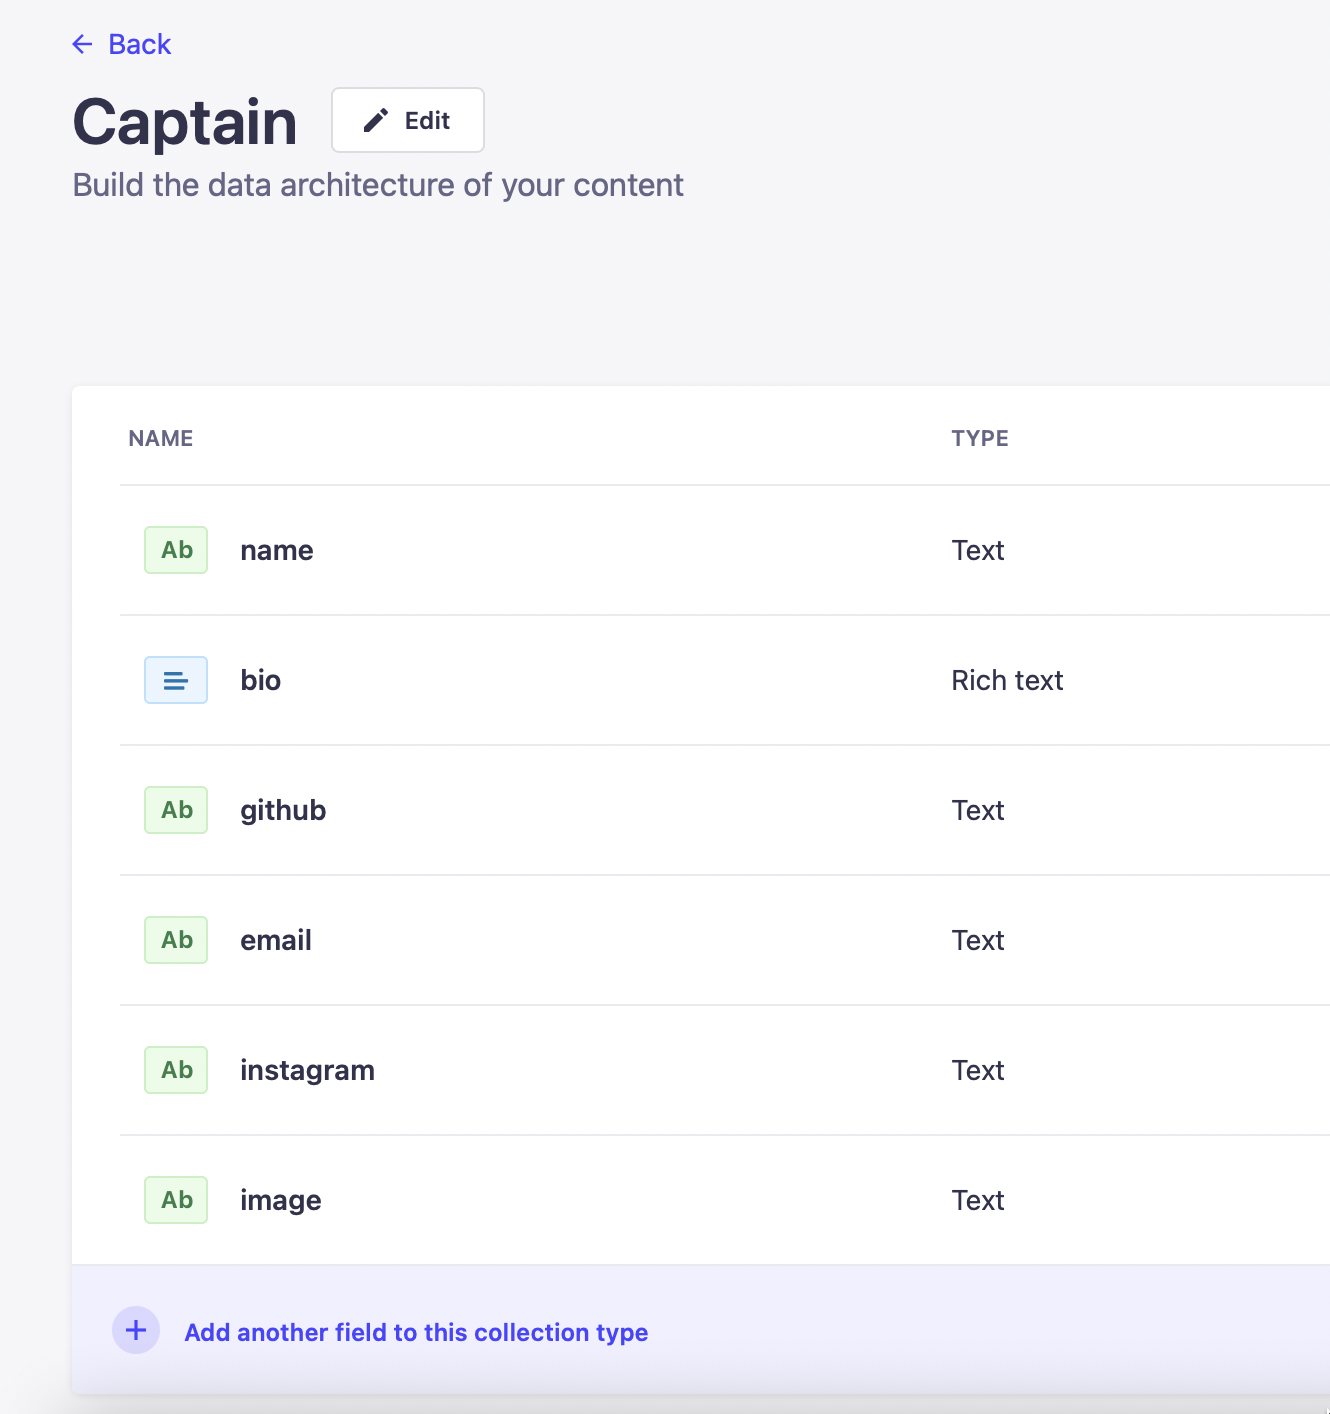 ← Back
Captain
Edit
Build the data architecture of your content
NAME TYPE
Ab name Text
bio Rich text
Ab github Text
Ab email Text
Ab instagram Text
Ab image Text
+ Add another field to this collection type